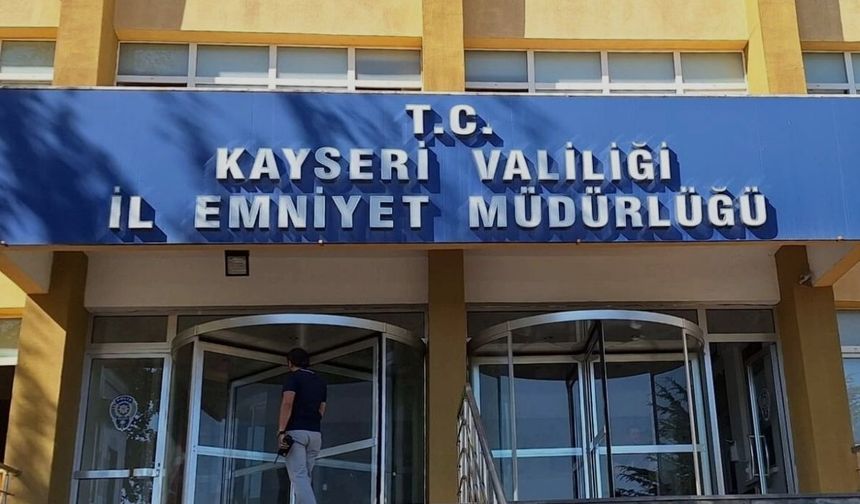 T.C.
KAYSERİ VALİLİĞİ
İL EMNİYET MÜDÜRLÜĞÜ